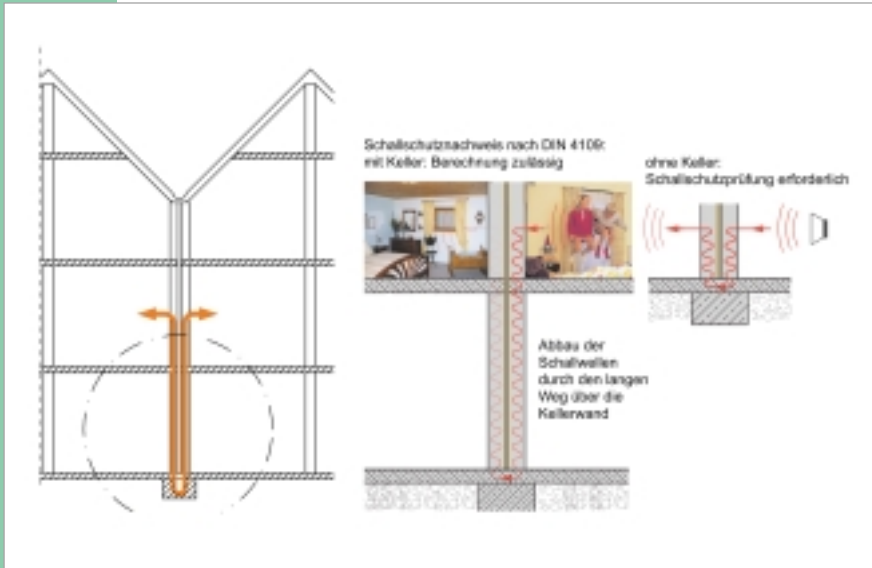 Schallschutznachweis nach DIN 4109:
mit Keller: Berechnung zulässig
ohne Keller:
Schallschutzprüfung erforderlich
Abbau der
Schallwellen
durch den langen
Weg über die
Kellerwand